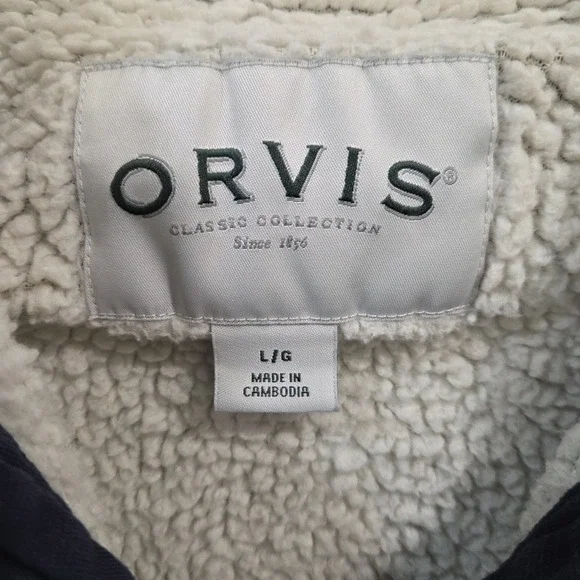 ORVIS®
CLASSIC COLLECTION
Since 1856
L/G
MADE IN
CAMBODIA